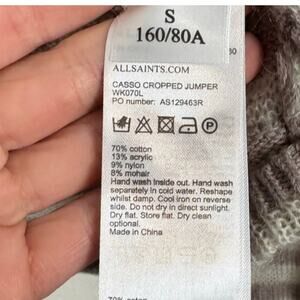 S
160/80A
ALLSAINTS.COM
CASSO CROPPED JUMPER
WK070L
PO number: AS129463R
70% cotton
13% acrylic
9% nylon
8% mohair
Hand wash inside out. Hand wash
separately in cold water. Reshape
whilst damp. Cool iron on reverse
side. Do not dry in direct sunlight.
Dry flat. Store flat. Dry clean
optional.
Made in China
70% cotton